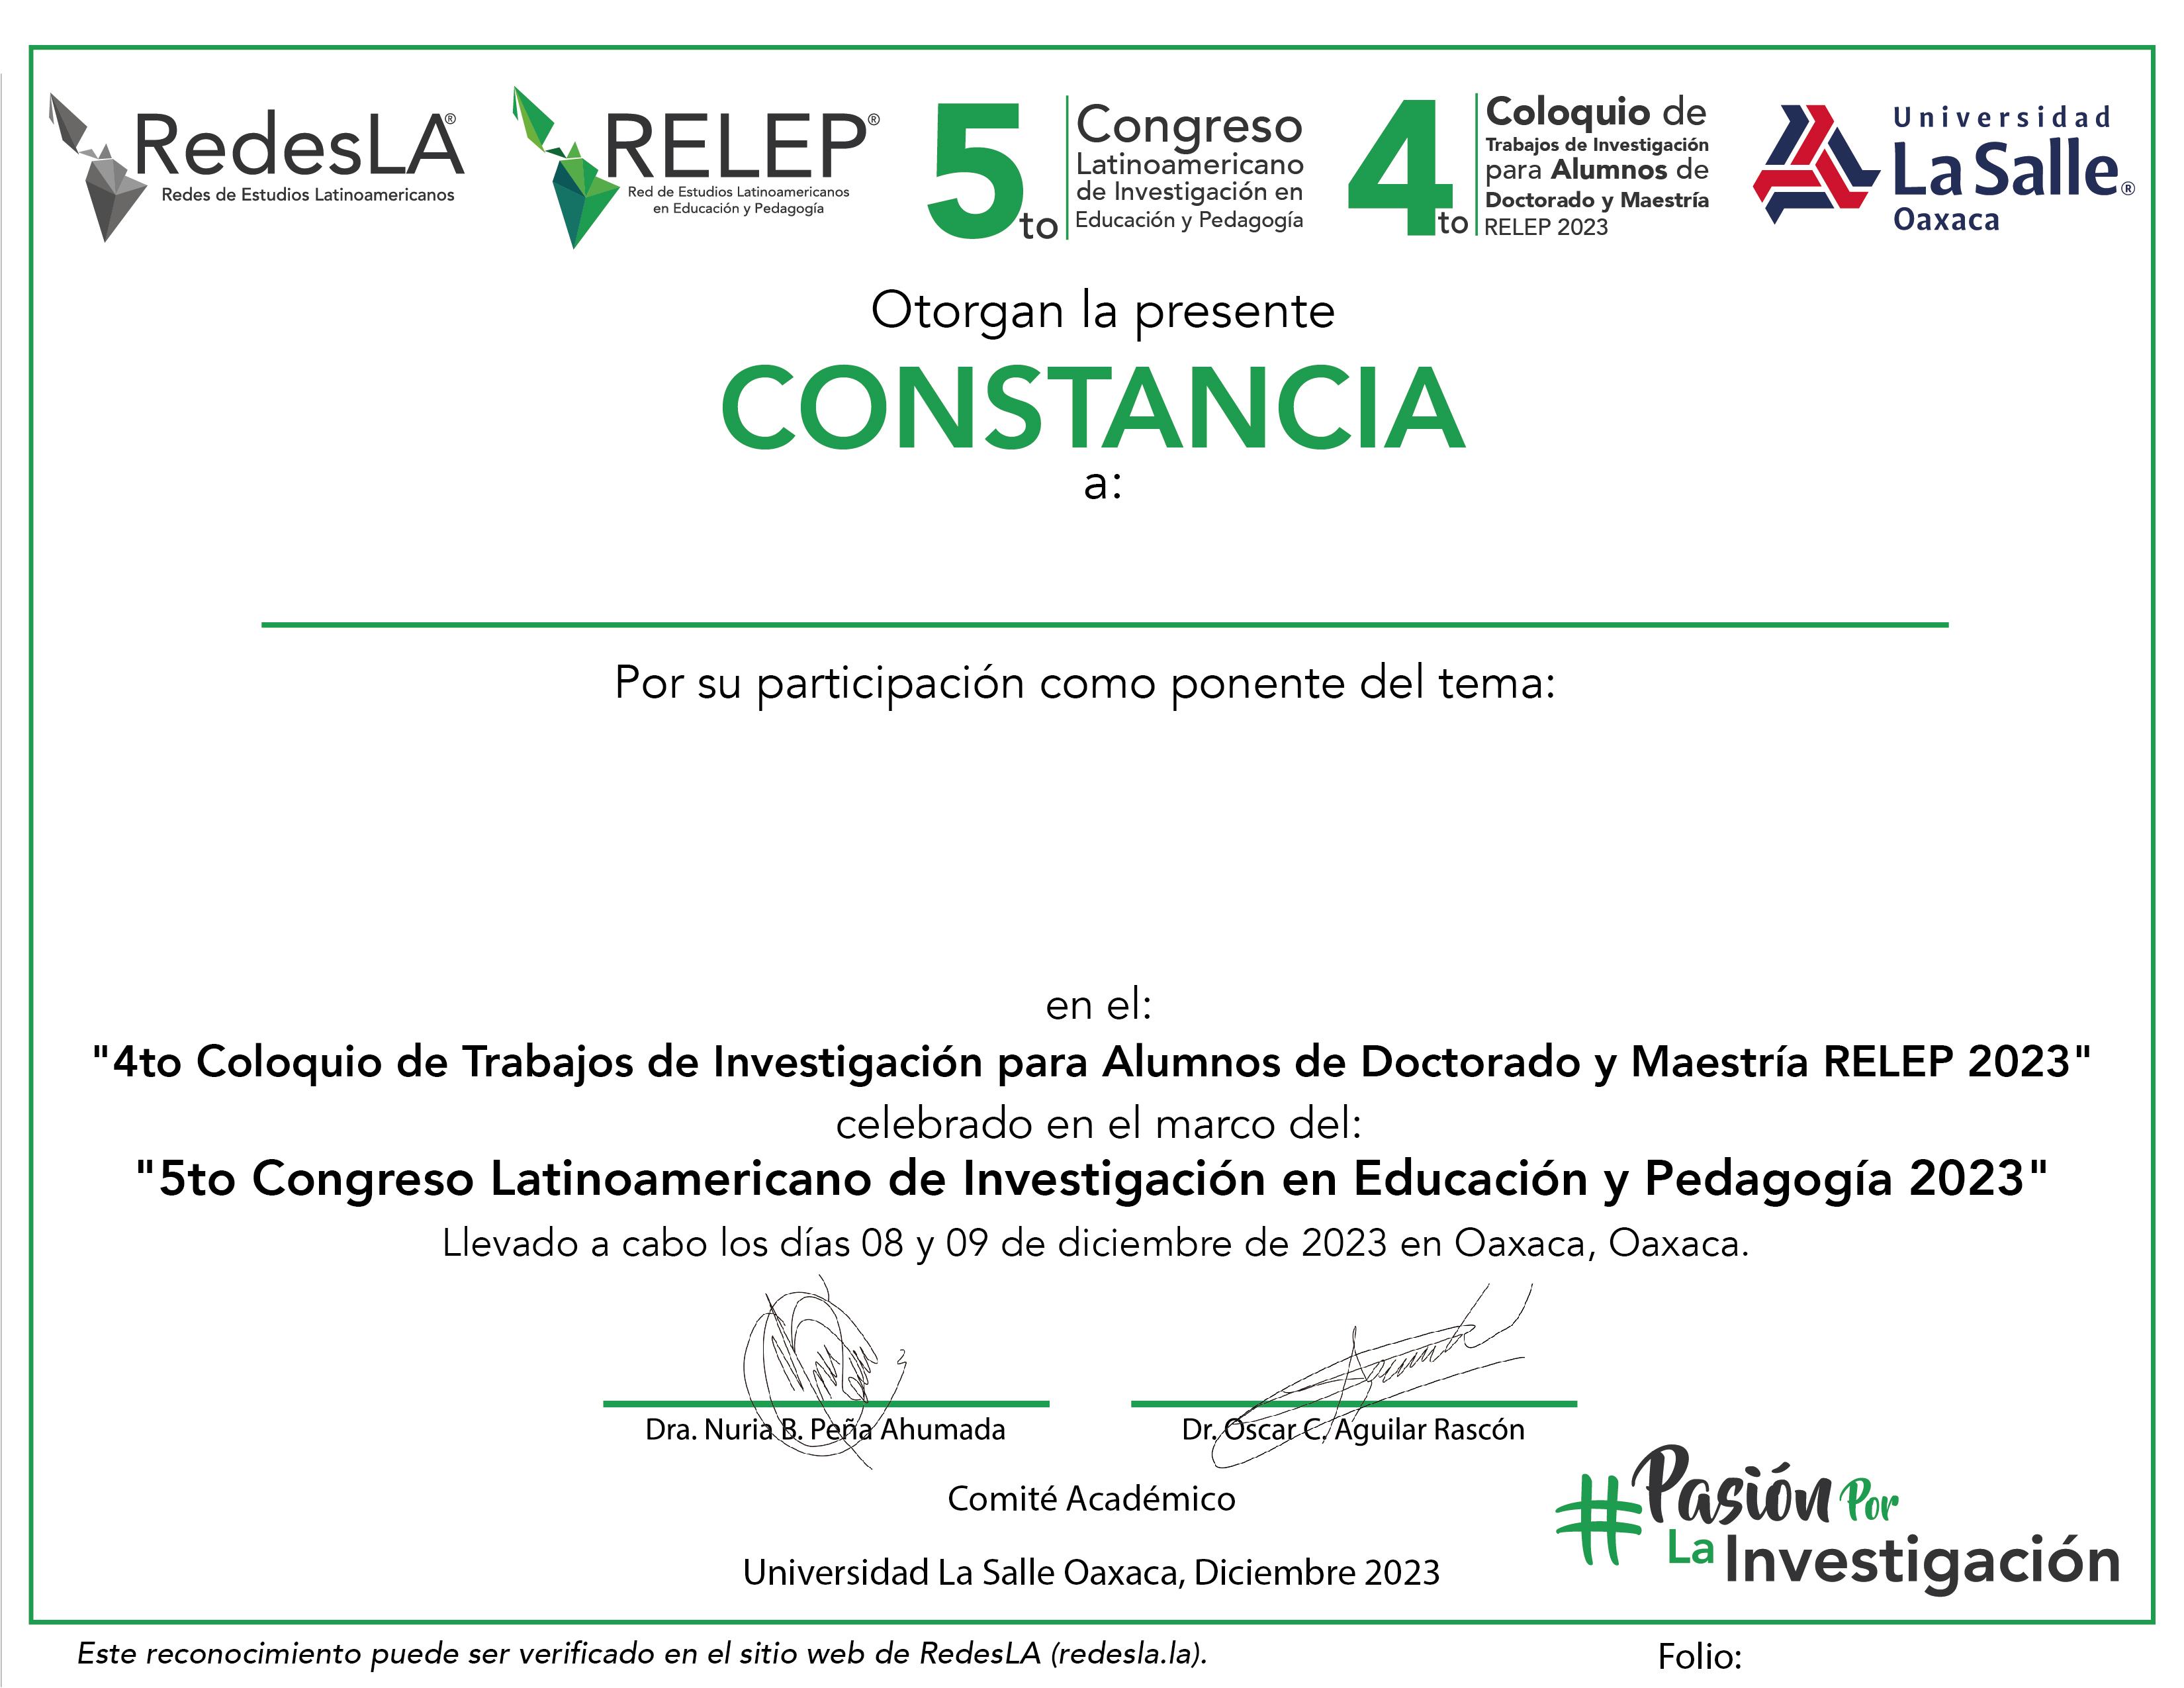 RedesLA®
Redes de Estudios Latinoamericanos
RELEP®
Red de Estudios Latinoamericanos
en Educación y Pedagogía
5to
Congreso
Latinoamericano
de Investigación en
Educación y Pedagogía
4to
Coloquio de
Trabajos de Investigación
para Alumnos de
Doctorado y Maestría
RELEP 2023
Universidad
La Salle®
Oaxaca
Otorgan la presente
CONSTANCIA
a:
Por su participación como ponente del tema:
en el:
"4to Coloquio de Trabajos de Investigación para Alumnos de Doctorado y Maestría RELEP 2023"
celebrado en el marco del:
"5to Congreso Latinoamericano de Investigación en Educación y Pedagogía 2023"
Llevado a cabo los días 08 y 09 de diciembre de 2023 en Oaxaca, Oaxaca.
Dra. Nuria B. Peña Ahumada
Dr. Oscar C. Aguilar Rascón
Comité Académico
Universidad La Salle Oaxaca, Diciembre 2023
#Pasión Por
La Investigación
Este reconocimiento puede ser verificado en el sitio web de RedesLA (redesla.la).
Folio: